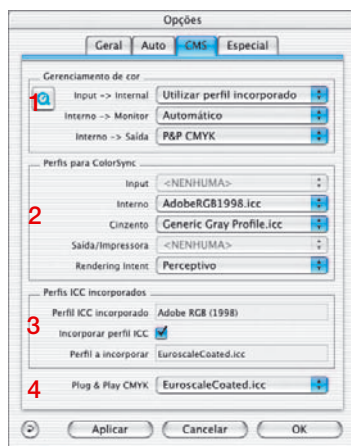 Opções
Geral Auto CMS Especial
Gerenciamento de cor
1
Input -> Internal Utilizar perfil incorporado
Interno -> Monitor Automático
Interno -> Saída P&P CMYK
Perfis para ColorSync
Input <NENHUMA>
2
Interno AdobeRGB1998.icc
Cinzento Generic Gray Profile.icc
Saída/Impressora <NENHUMA>
Rendering Intent Perceptivo
Perfis ICC incorporados
Perfil ICC incorporado Adobe RGB (1998)
3
Incorporar perfil ICC
Perfil a incorporar EuroscaleCoated.icc
4 Plug & Play CMYK EuroscaleCoated.icc
Aplicar Cancelar OK